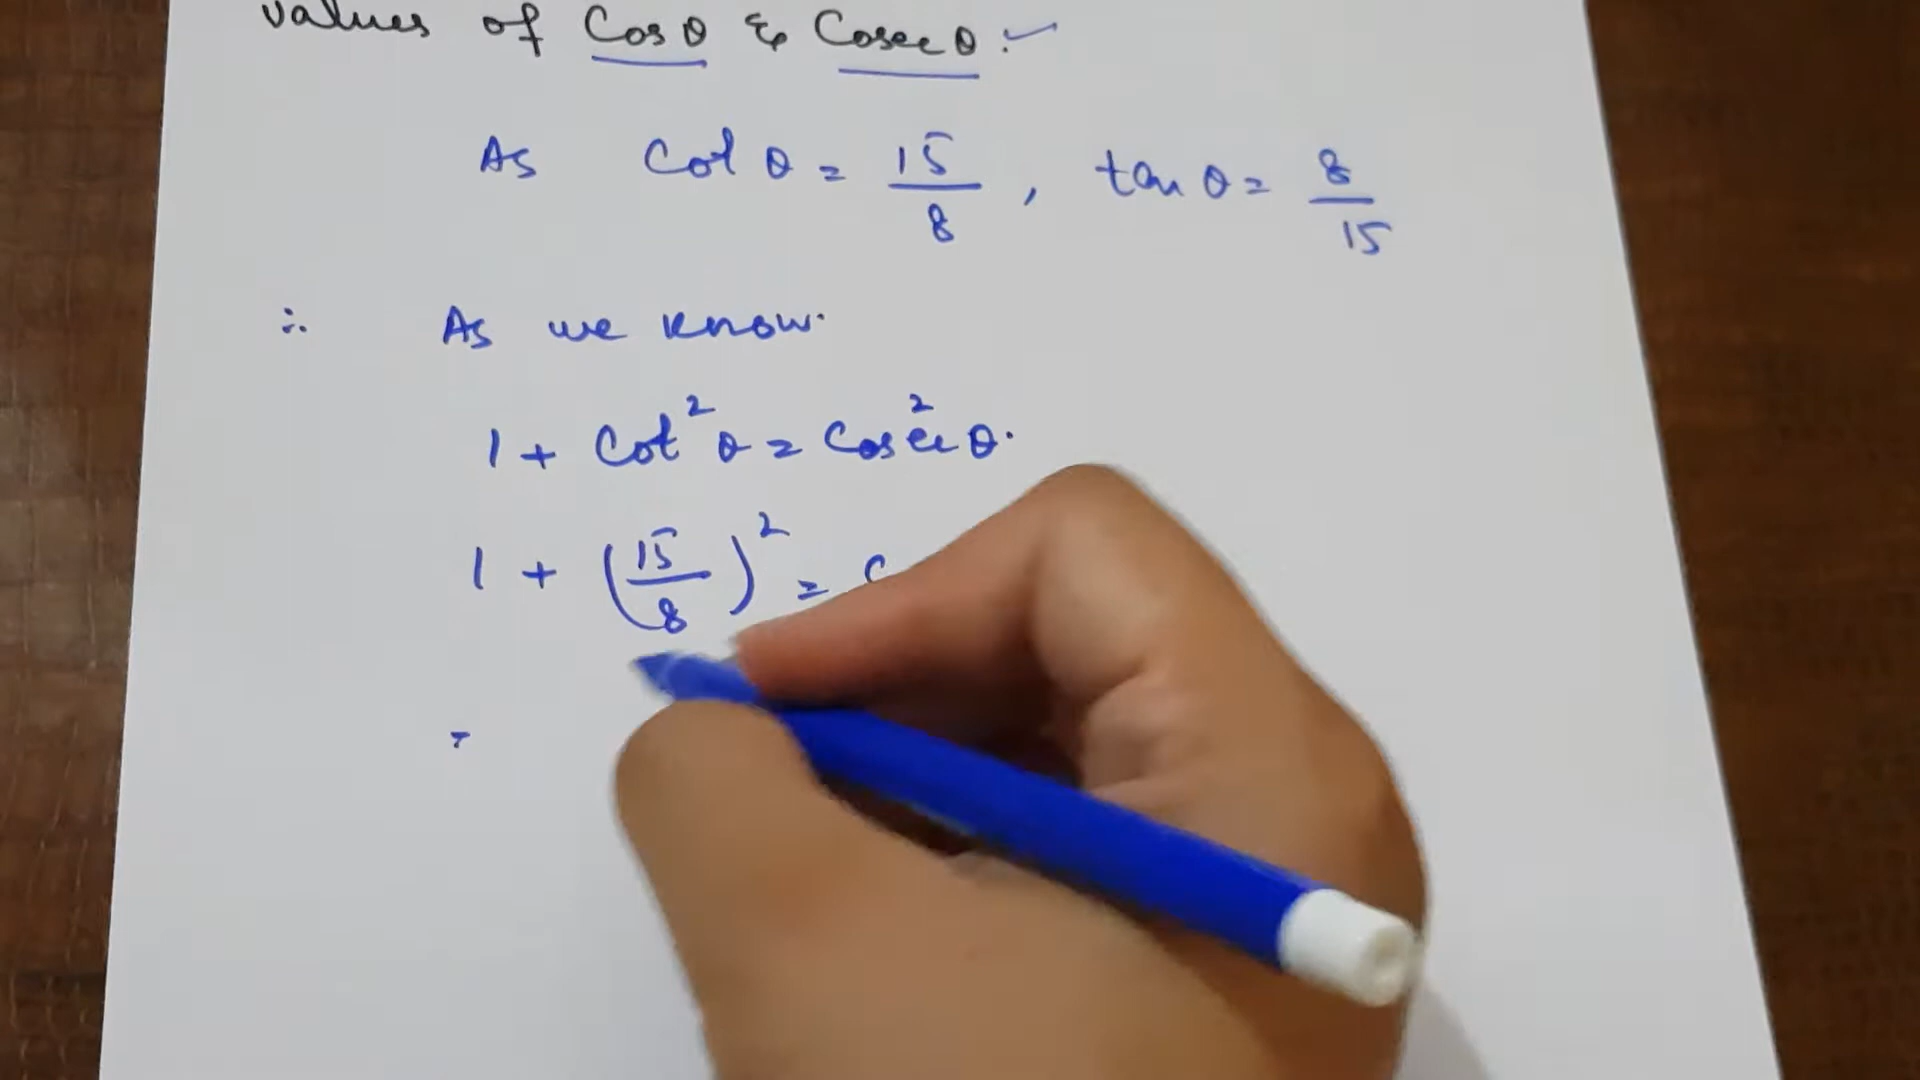 values of Cos θ & Cosec θ.
As Cot θ = 15/8, tan θ = 8/15
∴ As we know.
1 + Cot² θ = Cosec² θ.
1 + (15/8)² = C
=